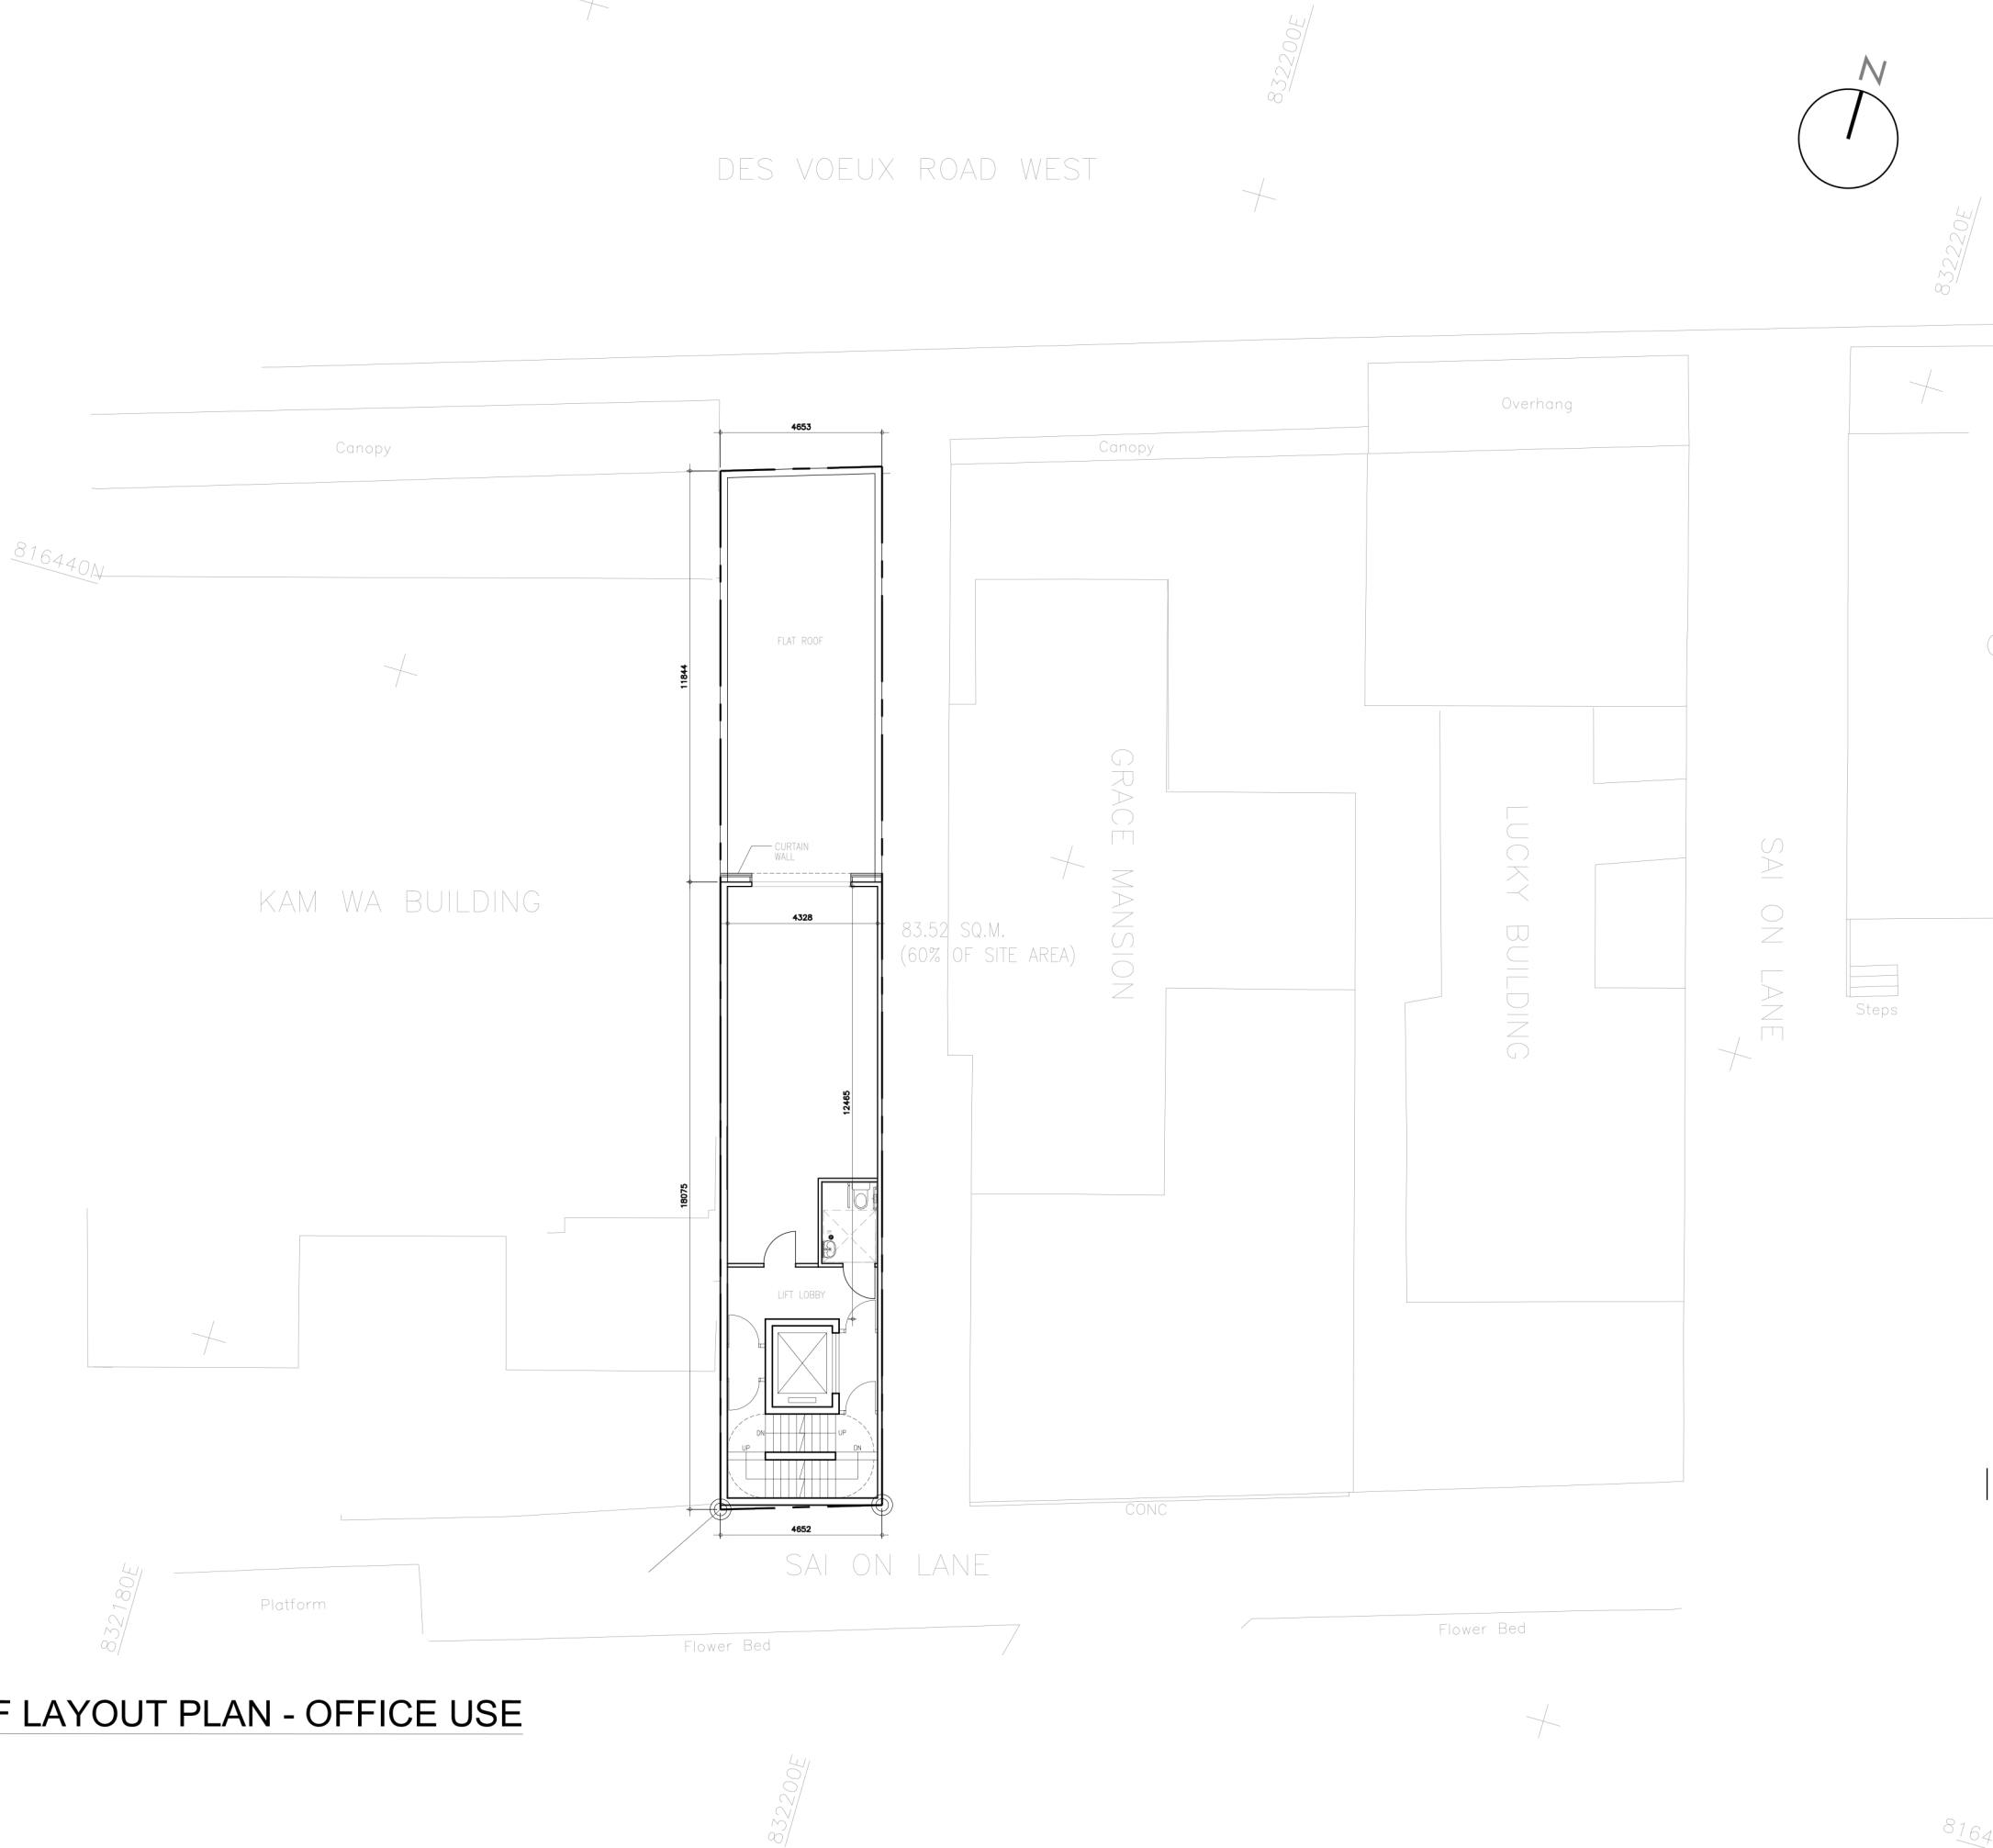 832200E
N
DES VOEUX ROAD WEST
832220E
Overhang
4653
Canopy
Canopy
816440N
FLAT ROOF
11844
CURTAIN
WALL
GRACE MANSION
LUCKY BUILDING
SAI ON LANE
KAM WA BUILDING
4328
83.52 SQ.M.
(60% OF SITE AREA)
Steps
12465
18075
LIFT LOBBY
DN
UP
UP
DN
CONC
4652
SAI ON LANE
832180E
Platform
Flower Bed
Flower Bed
LAYOUT PLAN - OFFICE USE
832200E